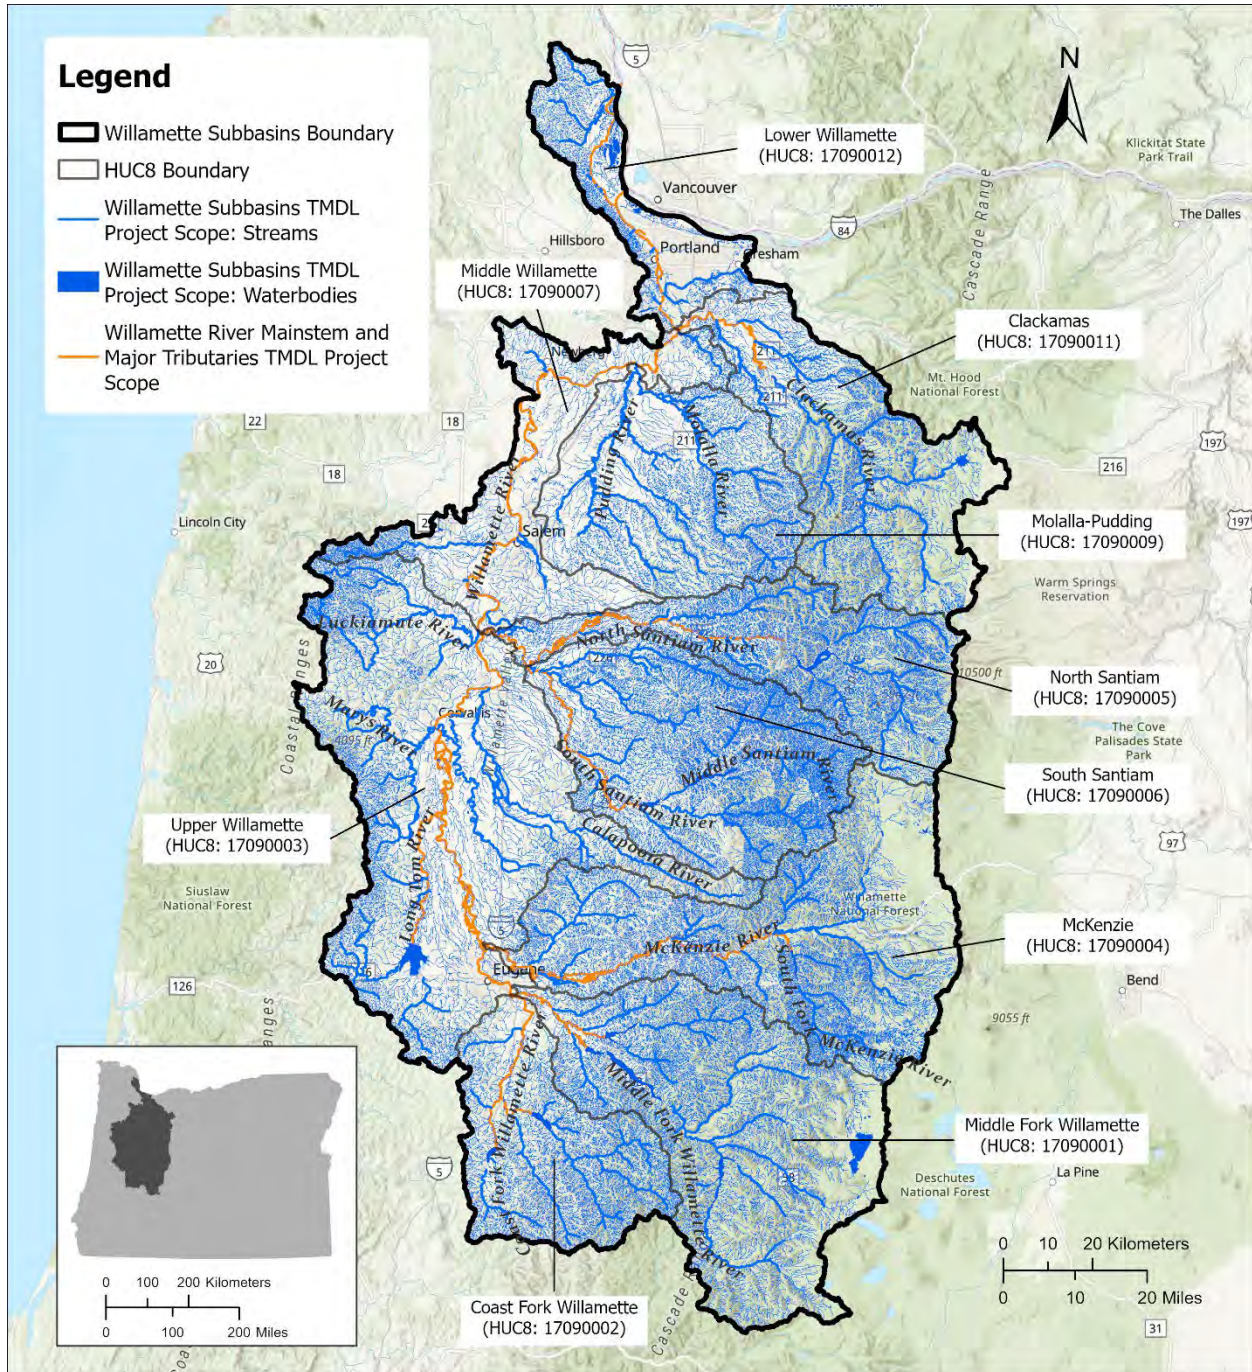 Legend
Willamette Subbasins Boundary
HUC8 Boundary
Willamette Subbasins TMDL
Project Scope: Streams
Willamette Subbasins TMDL
Project Scope: Waterbodies
Willamette River Mainstem and
Major Tributaries TMDL Project
Scope
N
5
Lower Willamette
(HUC8: 17090012)
Klickitat State
Park Trail
Vancouver
The Dalles
84
Cascade Range
Hillsboro
Portland
Middle Willamette
(HUC8: 17090007)
Clackamas
(HUC8: 17090011)
Mt. Hood
National Forest
211
211
211
Clackamas River
Molalla River
Pudding River
Willamette River
22
18
18
197
216
197
Lincoln City
Salem
Molalla-Pudding
(HUC8: 17090009)
Warm Springs
Reservation
Luckiamute River
North Santiam River
226
20
10500 ft
North Santiam
(HUC8: 17090005)
Coastal Ranges
Marys River
4095 ft
Corvallis
The Cove
Palisades State
Park
Middle Santiam River
South Santiam River
South Santiam
(HUC8: 17090006)
Upper Willamette
(HUC8: 17090003)
Calapooia River
Long Tom River
97
Siuslaw
National Forest
Willamette
National Forest
5
McKenzie River
McKenzie
(HUC8: 17090004)
126
Eugene
Bend
South Fork McKenzie River
9055 ft
Coast Fork Willamette River
Middle Fork Willamette River
Middle Fork Willamette
(HUC8: 17090001)
5
58
Deschutes
National Forest
La Pine
0 100 200 Kilometers
0 100 200 Miles
0 10 20 Kilometers
0 10 20 Miles
Coast Fork Willamette
(HUC8: 17090002)
31